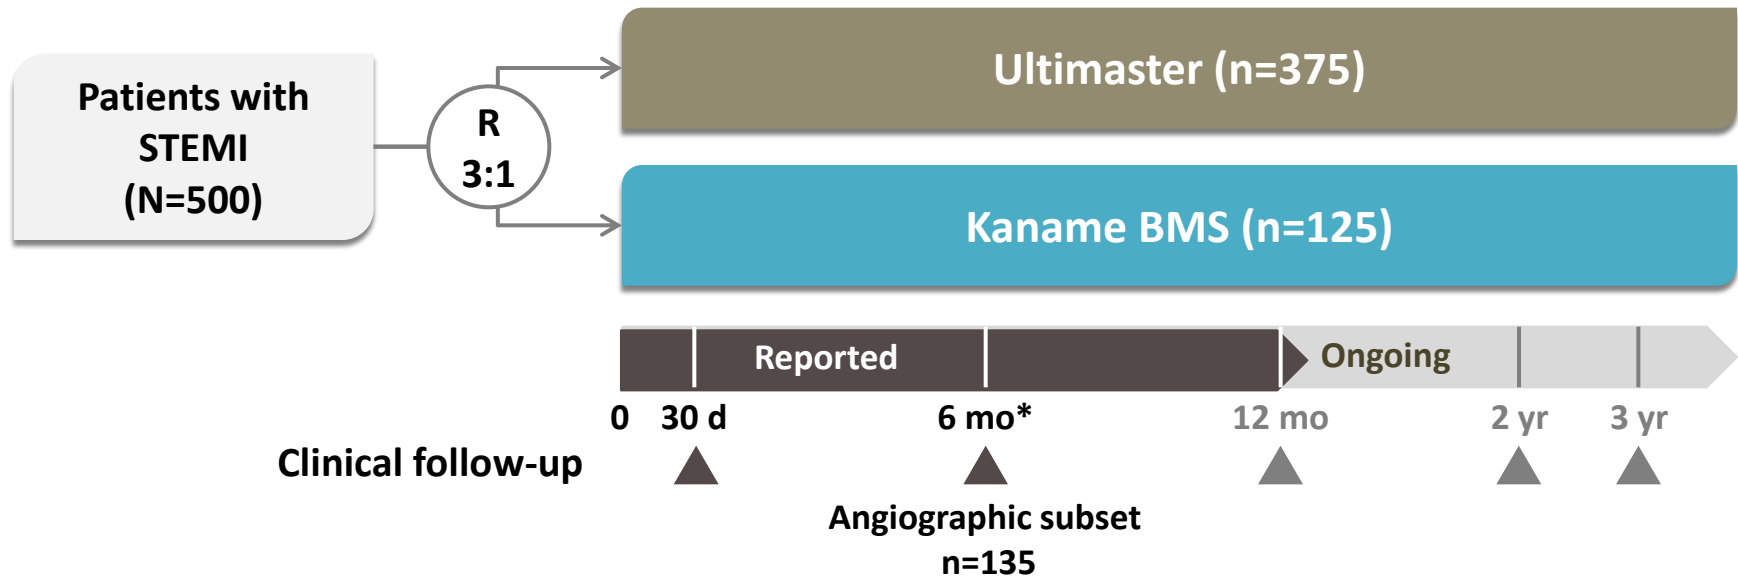 Patients with
STEMI
(N=500)
R
3:1
Ultimaster (n=375)
Kaname BMS (n=125)
Reported
Ongoing
0 30 d 6 mo* 12 mo 2 yr 3 yr
Clinical follow-up
Angiographic subset
n=135